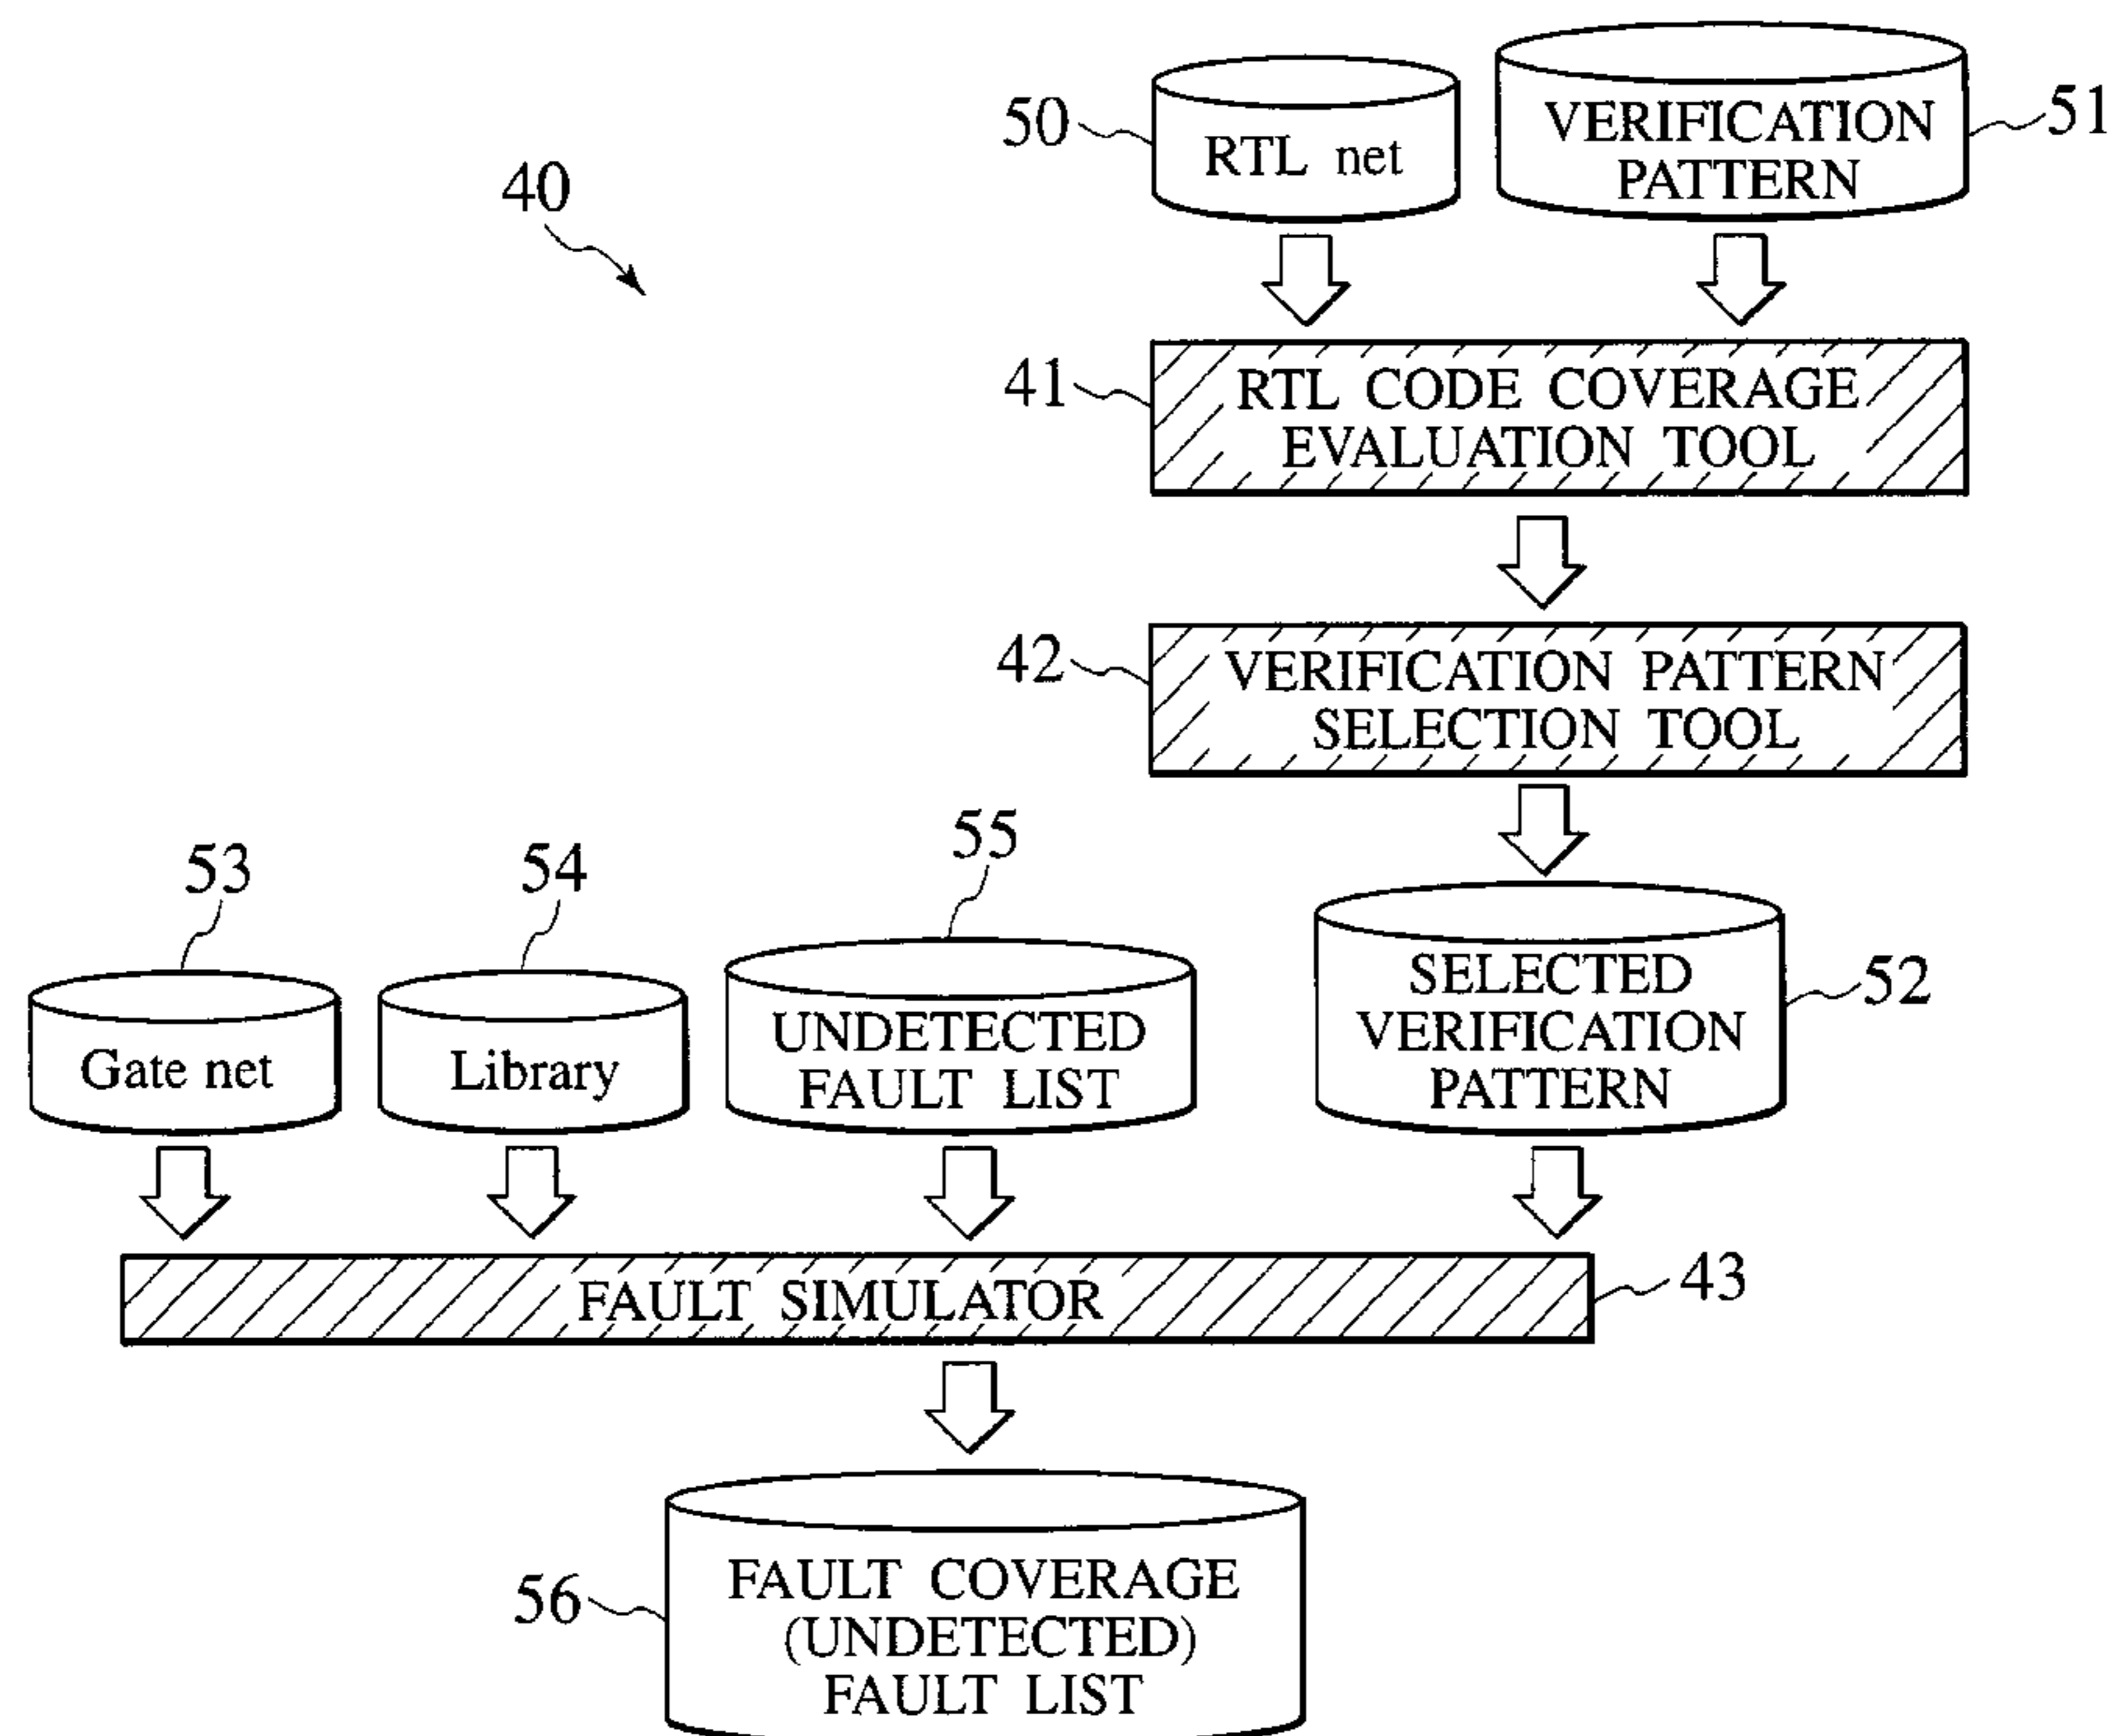 50
RTL net
VERIFICATION
PATTERN
51
40
41
RTL CODE COVERAGE
EVALUATION TOOL
42
VERIFICATION PATTERN
SELECTION TOOL
53
54
55
Gate net
Library
UNDETECTED
FAULT LIST
SELECTED
VERIFICATION
PATTERN
52
FAULT SIMULATOR
43
56
FAULT COVERAGE
(UNDETECTED)
FAULT LIST